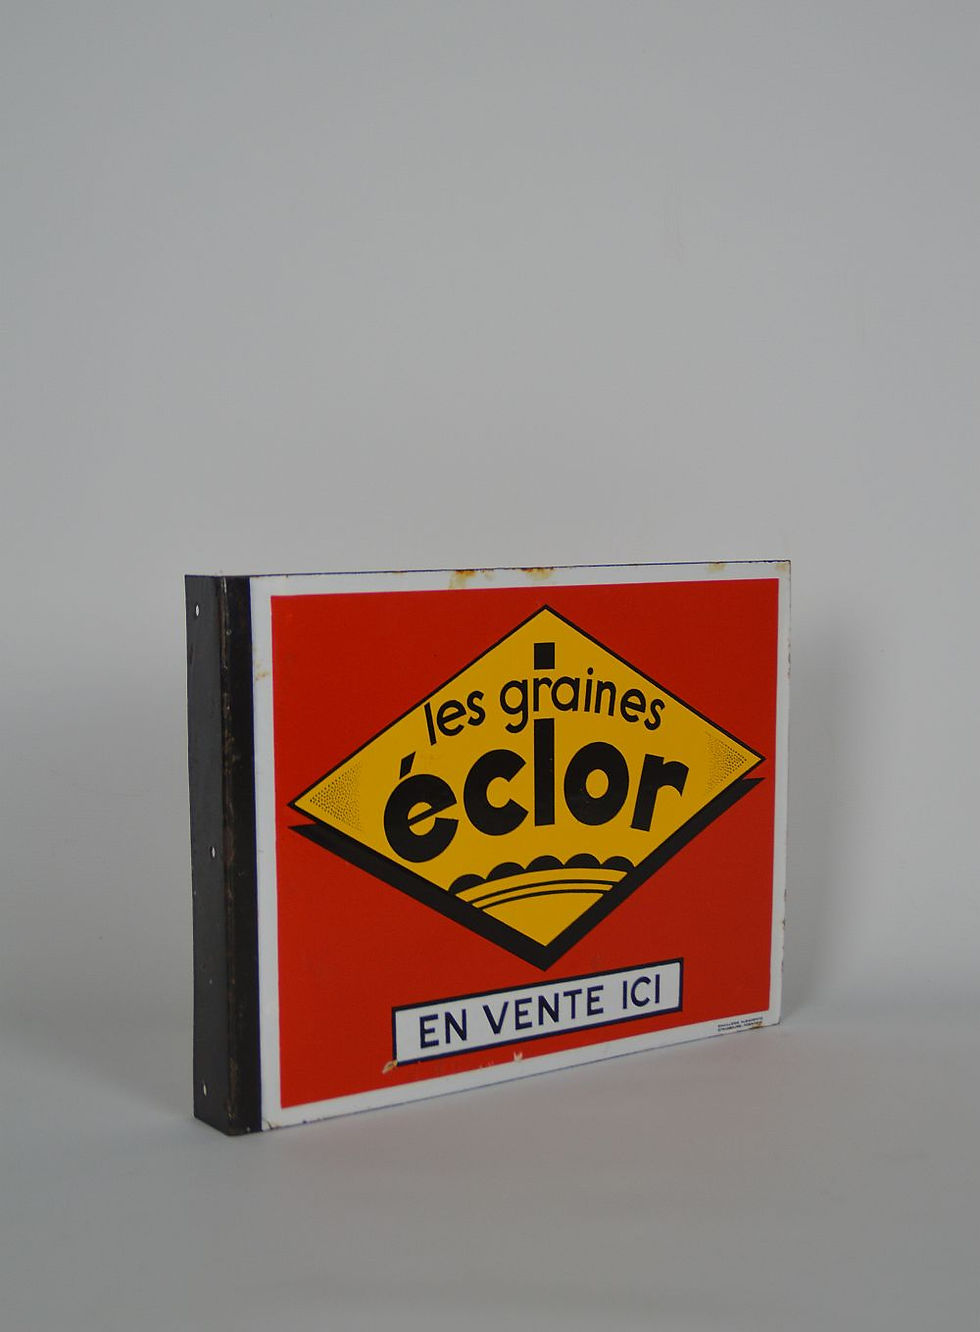 les graines
éclor
EN VENTE ICI